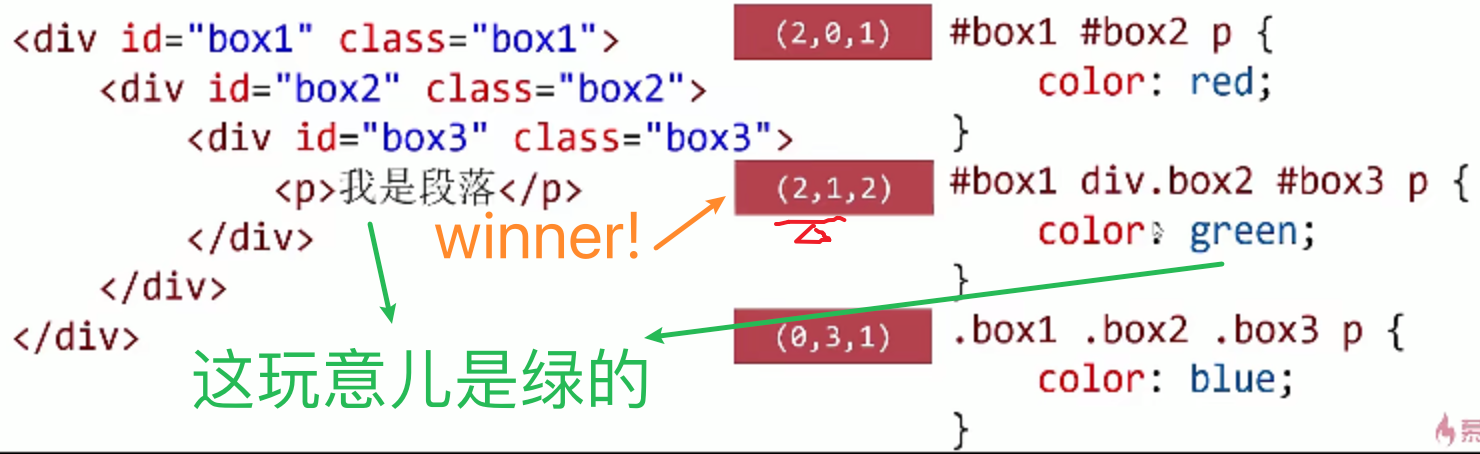 <div id="box1" class="box1">
<div id="box2" class="box2">
<div id="box3" class="box3">
<p>我是段落</p>
</div>
</div>
</div>
winner!
这玩意儿是绿的
(2,0,1)
#box1 #box2 p {
color: red;
}
(2,1,2)
#box1 div.box2 #box3 p {
color: green;
}
(0,3,1)
.box1 .box2 .box3 p {
color: blue;
}